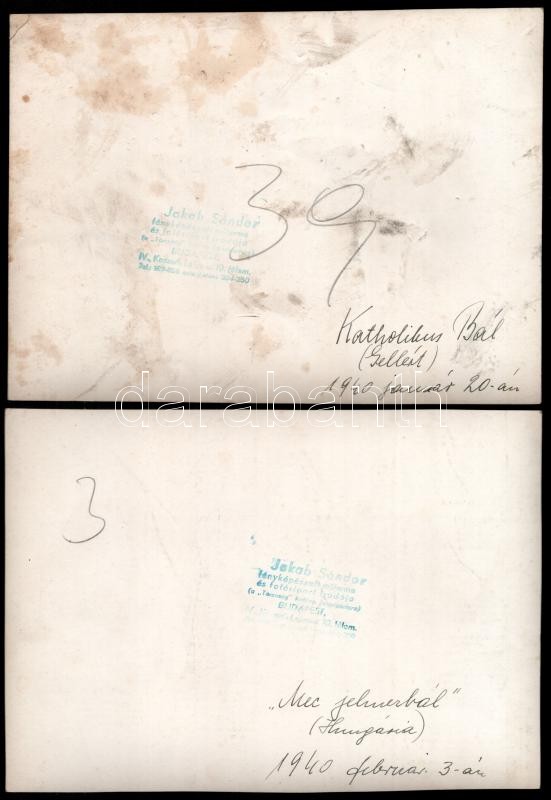 39
Jakab Sándor
fényképészeti műterme
és fotóriport irodája
BUDAPEST,
Katholikus Bál
(Gellért)
1940 január 20-án
darabanth
3
Jakab Sándor
fényképészeti műterme
és fotóriport irodája
BUDAPEST,
„Mec jelmezbál"
(Hungária)
1940 február 3-án